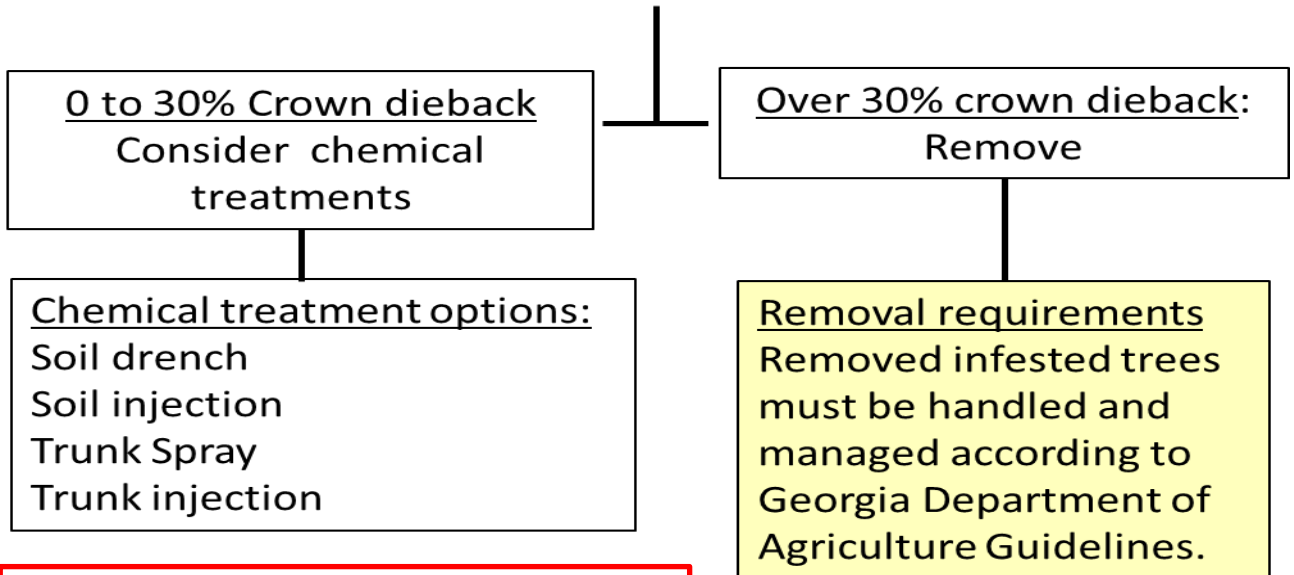 0 to 30% Crown dieback
Consider chemical
treatments
Over 30% crown dieback:
Remove
Chemical treatment options:
Soil drench
Soil injection
Trunk Spray
Trunk injection
Removal requirements
Removed infested trees
must be handled and
managed according to
Georgia Department of
Agriculture Guidelines.